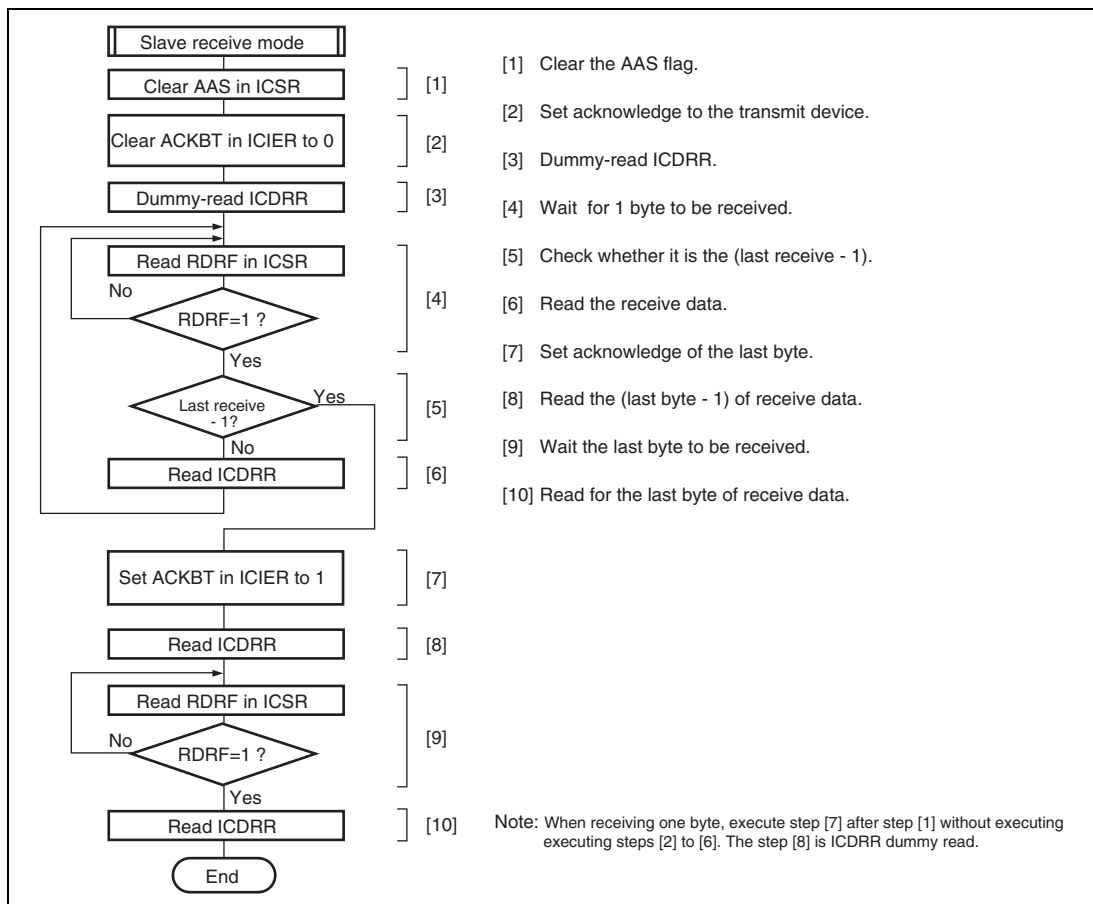 Slave receive mode
Clear AAS in ICSR
[1]
Clear ACKBT in ICIER to 0
[2]
Dummy-read ICDRR
[3]
Read RDRF in ICSR
No
RDRF=1 ?
[4]
Yes
Last receive
- 1?
Yes
[5]
No
Read ICDRR
[6]
Set ACKBT in ICIER to 1
[7]
Read ICDRR
[8]
Read RDRF in ICSR
No
RDRF=1 ?
[9]
Yes
Read ICDRR
[10]
End
[1] Clear the AAS flag.
[2] Set acknowledge to the transmit device.
[3] Dummy-read ICDRR.
[4] Wait for 1 byte to be received.
[5] Check whether it is the (last receive - 1).
[6] Read the receive data.
[7] Set acknowledge of the last byte.
[8] Read the (last byte - 1) of receive data.
[9] Wait the last byte to be received.
[10] Read for the last byte of receive data.
Note: When receiving one byte, execute step [7] after step [1] without executing
executing steps [2] to [6]. The step [8] is ICDRR dummy read.